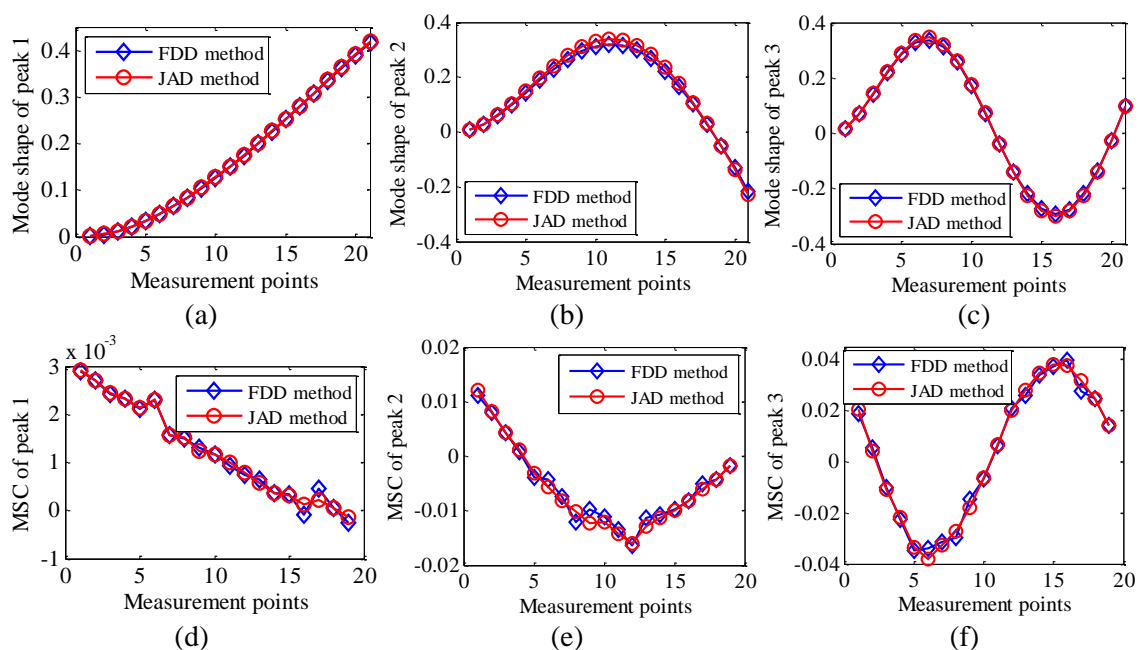 Mode shape of peak 1
0.4
0.3
0.2
0.1
0
FDD method
JAD method
0 5 10 15 20
Measurement points
(a)
Mode shape of peak 2
0.4
0.2
0
-0.2
-0.4
FDD method
JAD method
0 5 10 15 20
Measurement points
(b)
Mode shape of peak 3
0.4
0.2
0
-0.2
-0.4
FDD method
JAD method
0 5 10 15 20
Measurement points
(c)
MSC of peak 1
x 10-3
3
2
1
0
-1
FDD method
JAD method
0 5 10 15 20
Measurement points
(d)
MSC of peak 2
0.02
0.01
0
-0.01
-0.02
FDD method
JAD method
0 5 10 15 20
Measurement points
(e)
MSC of peak 3
0.04
0.02
0
-0.02
-0.04
FDD method
JAD method
0 5 10 15 20
Measurement points
(f)